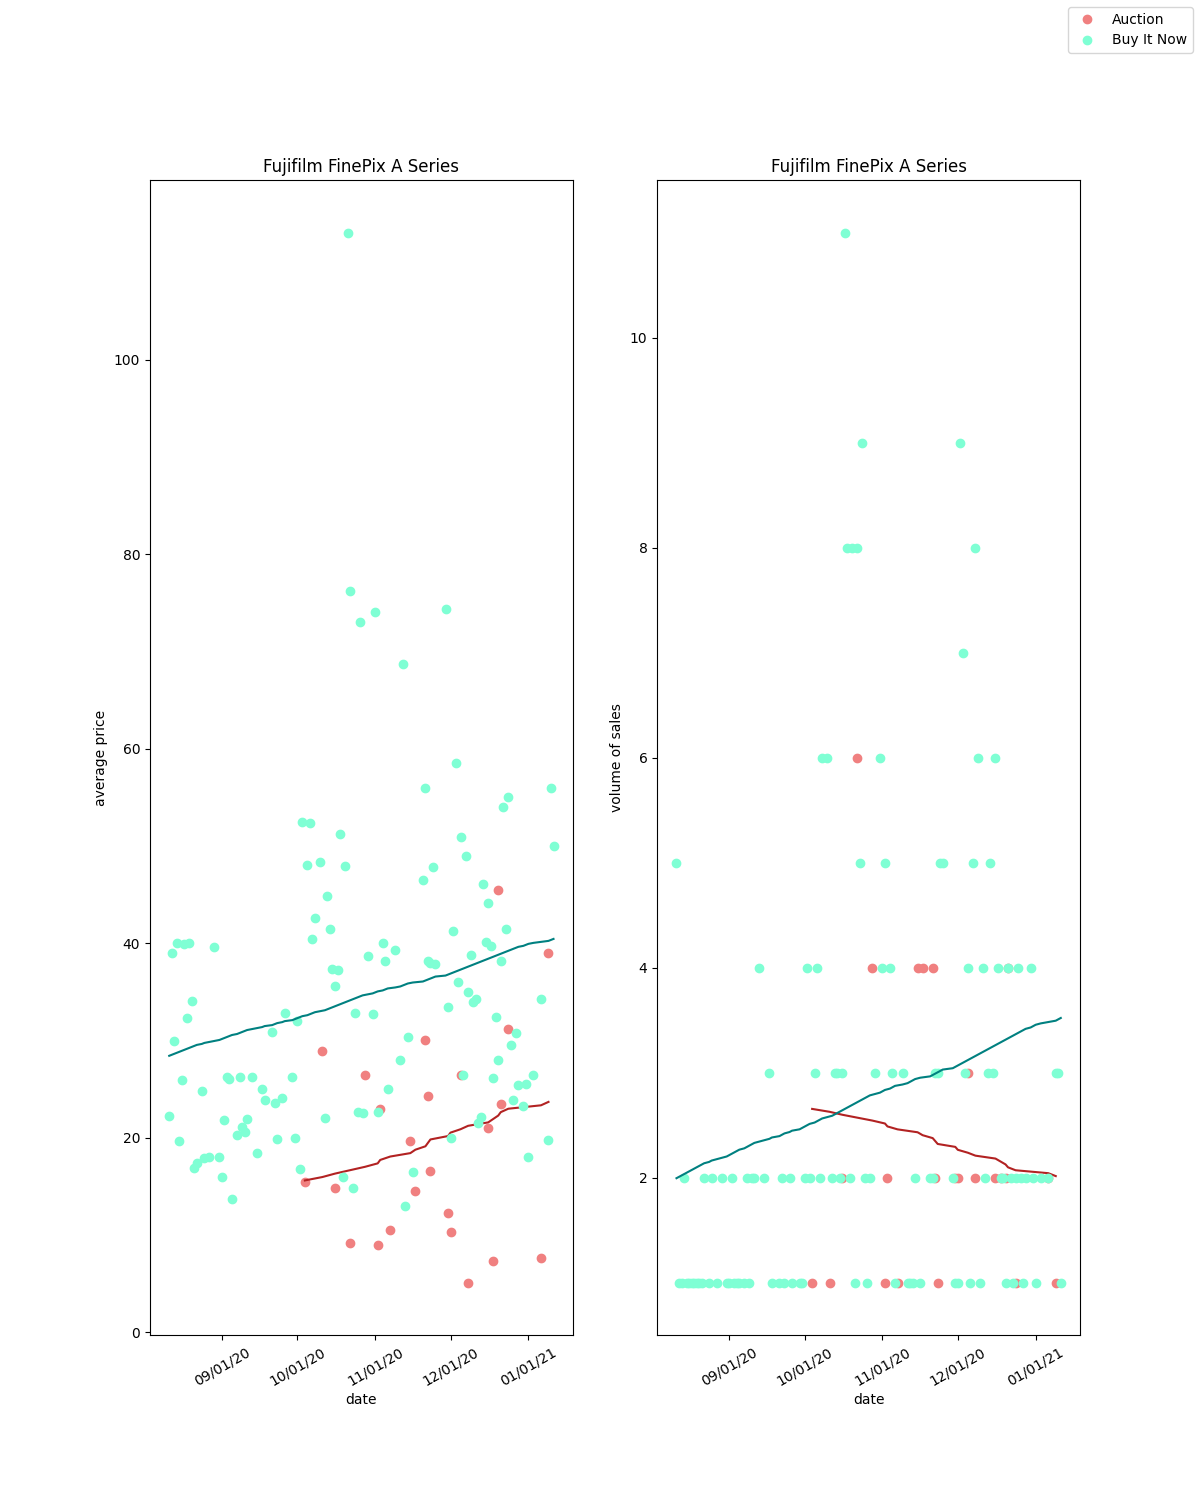 Auction
Buy It Now
Fujifilm FinePix A Series
average price
100
80
60
40
20
0
09/01/20
10/01/20
11/01/20
12/01/20
01/01/21
date
Fujifilm FinePix A Series
volume of sales
10
8
6
4
2
09/01/20
10/01/20
11/01/20
12/01/20
01/01/21
date